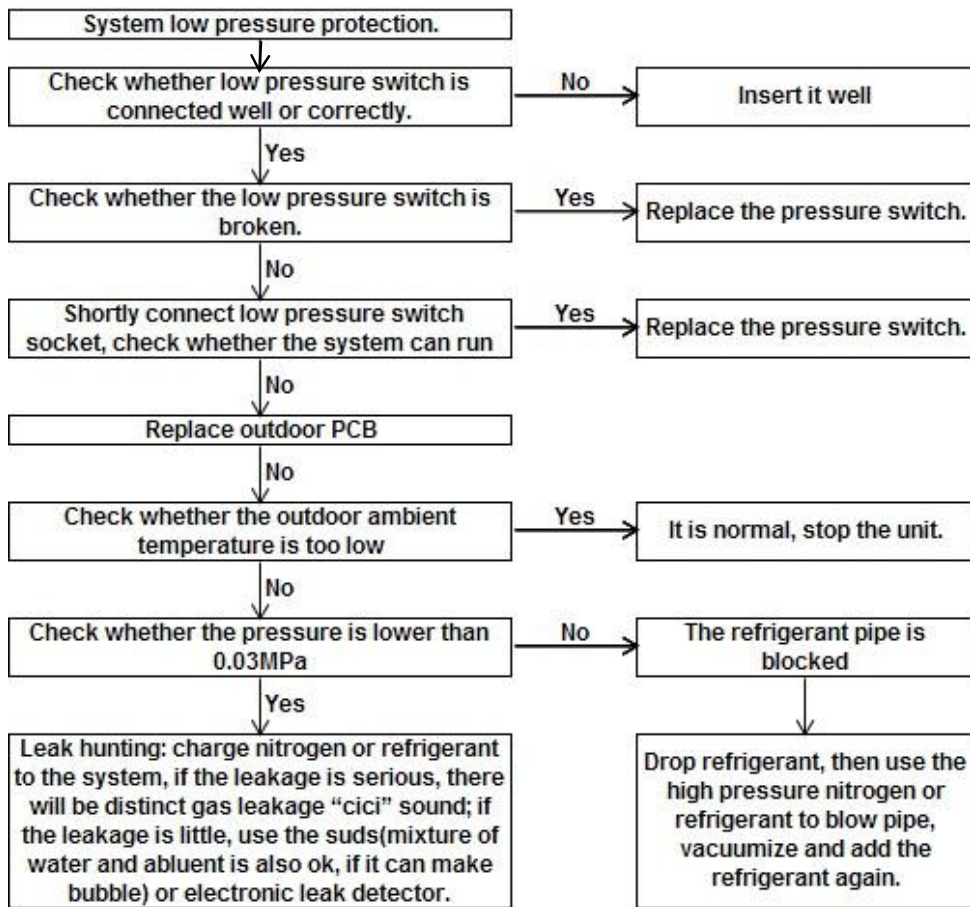 System low pressure protection.
Check whether low pressure switch is
connected well or correctly.
No
Insert it well
Yes
Check whether the low pressure switch is
broken.
Yes
Replace the pressure switch.
No
Shortly connect low pressure switch
socket, check whether the system can run
Yes
Replace the pressure switch.
No
Replace outdoor PCB
No
Check whether the outdoor ambient
temperature is too low
Yes
It is normal, stop the unit.
No
Check whether the pressure is lower than
0.03MPa
No
The refrigerant pipe is
blocked
Yes
Leak hunting: charge nitrogen or refrigerant
to the system, if the leakage is serious, there
will be distinct gas leakage “cici” sound; if
the leakage is little, use the suds(mixture of
water and abluent is also ok, if it can make
bubble) or electronic leak detector.
Drop refrigerant, then use the
high pressure nitrogen or
refrigerant to blow pipe,
vacuumize and add the
refrigerant again.